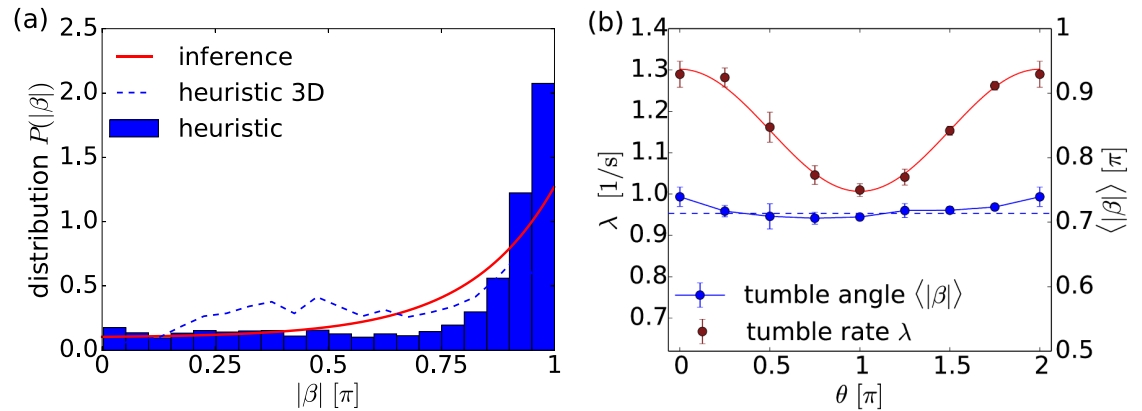 (a)
2.5
2.0
1.5
1.0
0.5
0.0
distribution P(|β|)
inference
heuristic 3D
heuristic
0 0.25 0.5 0.75 1
|β| [π]
(b)
1.4
1.3
1.2
1.1
1.0
0.9
0.8
0.7
λ [1/s]
1
0.9
0.8
0.7
0.6
0.5
⟨|β|⟩ [π]
tumble angle ⟨|β|⟩
tumble rate λ
0 0.5 1 1.5 2
θ [π]